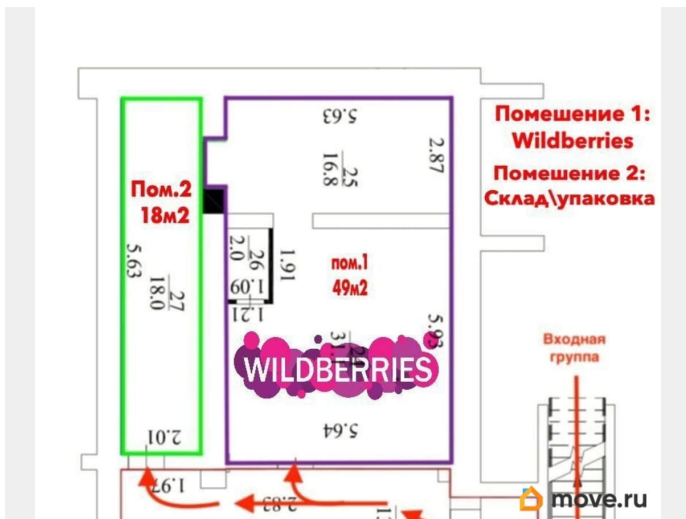 5.63
Помешение 1:
Wildberries
Помешение 2:
Склад\упаковка
2.87
25
16.8
Пом.2
18м2
5.63
27
18.0
26
2.0
1.91
пом.1
49м2
1.09
1.21
5.93
WILDBERRIES
Входная
группа
2.01
5.64
1.97
2.83
move.ru